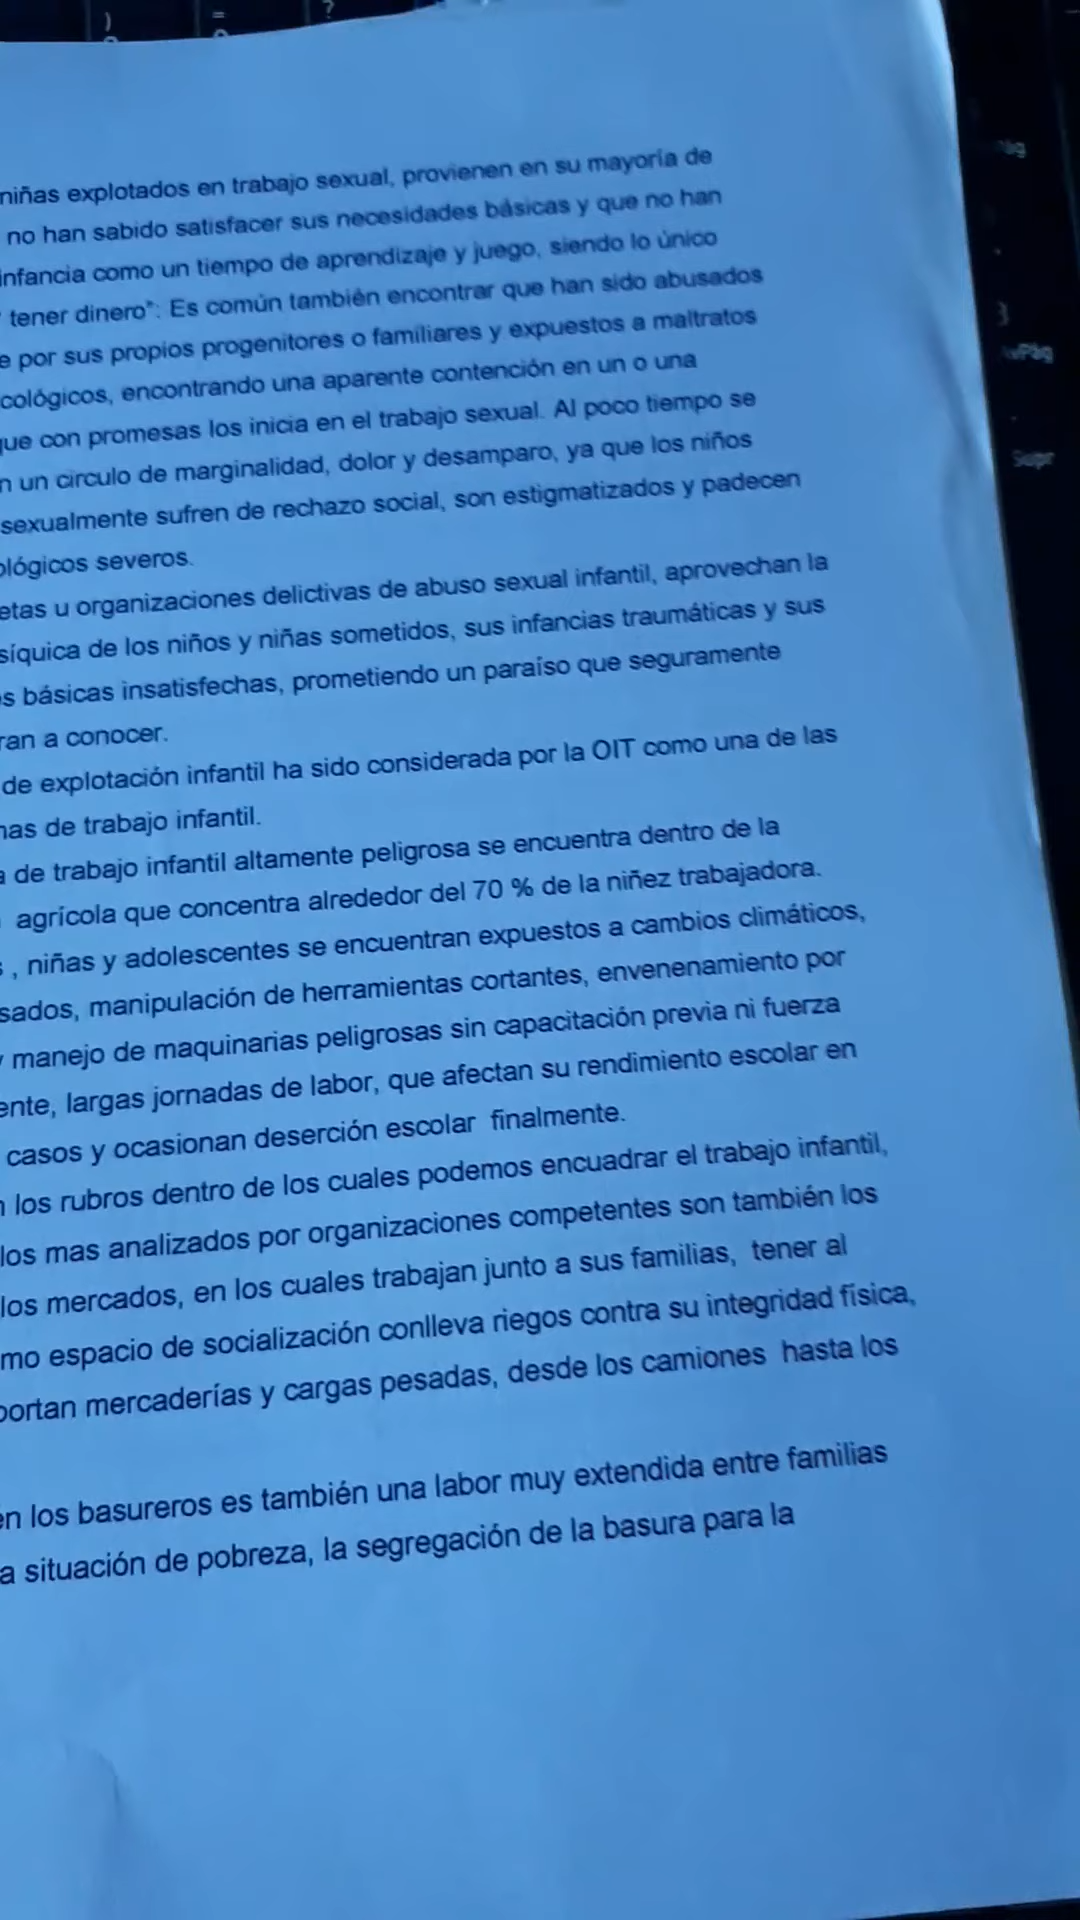 niñas explotados en trabajo sexual, provienen en su mayoría de
no han sabido satisfacer sus necesidades básicas y que no han
infancia como un tiempo de aprendizaje y juego, siendo lo único
tener dinero": Es común también encontrar que han sido abusados
e por sus propios progenitores o familiares y expuestos a maltratos
cológicos, encontrando una aparente contención en un o una
que con promesas los inicia en el trabajo sexual. Al poco tiempo se
n un circulo de marginalidad, dolor y desamparo, ya que los niños
sexualmente sufren de rechazo social, son estigmatizados y padecen
ológicos severos.
etas u organizaciones delictivas de abuso sexual infantil, aprovechan la
síquica de los niños y niñas sometidos, sus infancias traumáticas y sus
s básicas insatisfechas, prometiendo un paraíso que seguramente
ran a conocer.
de explotación infantil ha sido considerada por la OIT como una de las
nas de trabajo infantil.
a de trabajo infantil altamente peligrosa se encuentra dentro de la
agrícola que concentra alrededor del 70 % de la niñez trabajadora.
s , niñas y adolescentes se encuentran expuestos a cambios climáticos,
sados, manipulación de herramientas cortantes, envenenamiento por
y manejo de maquinarias peligrosas sin capacitación previa ni fuerza
ente, largas jornadas de labor, que afectan su rendimiento escolar en
casos y ocasionan deserción escolar finalmente.
n los rubros dentro de los cuales podemos encuadrar el trabajo infantil,
los mas analizados por organizaciones competentes son también los
los mercados, en los cuales trabajan junto a sus familias, tener al
mo espacio de socialización conlleva riegos contra su integridad física,
portan mercaderías y cargas pesadas, desde los camiones hasta los
en los basureros es también una labor muy extendida entre familias
a situación de pobreza, la segregación de la basura para la
Supr